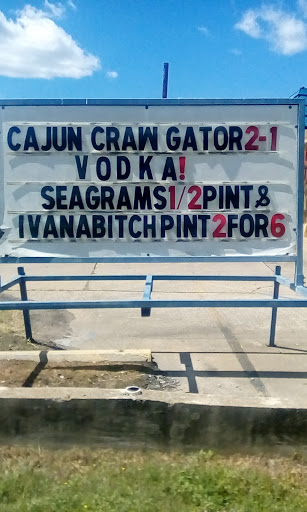 CAJUN CRAW GATOR 2-1
VODKA!
SEAGRAMS 1/2 PINT &
IVANABITCH PINT 2 FOR 6